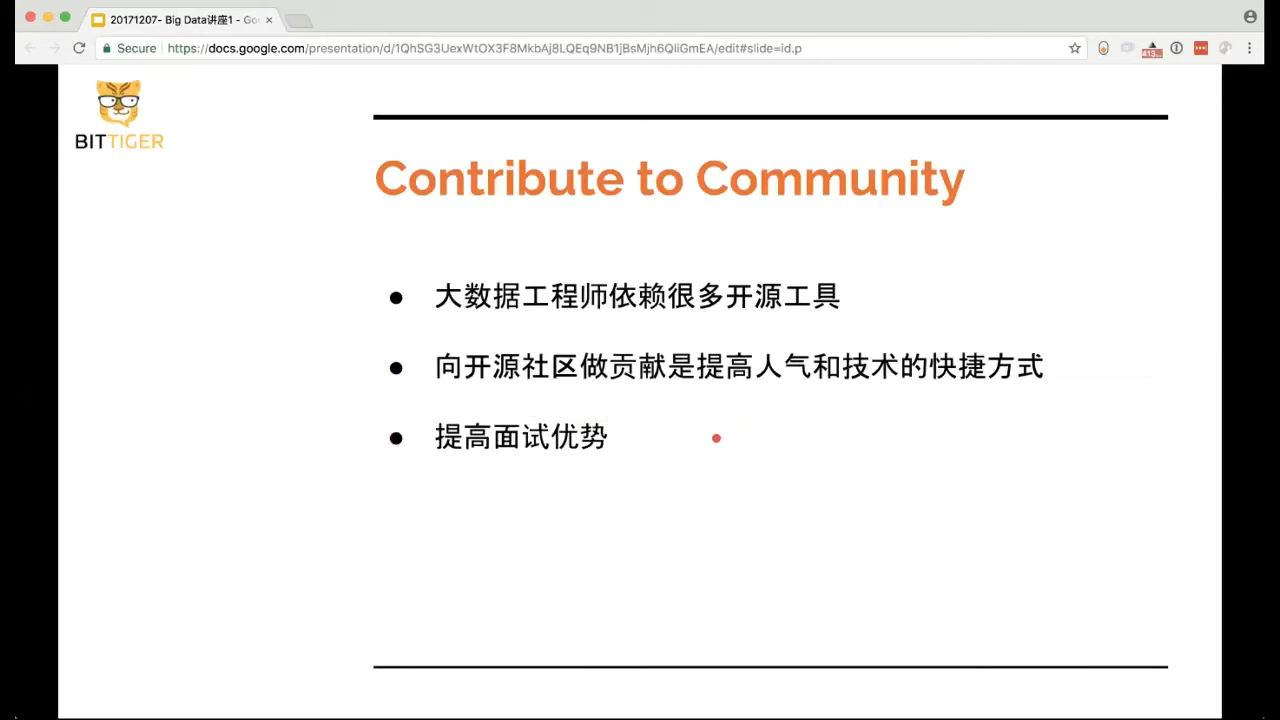 20171207- Big Data讲座1 - Go
Secure
https://docs.google.com/presentation/d/1QhSG3UexWtOX3F8MkbAj8LQEq9NB1jBsMjh6QliGmEA/edit#slide=id.p
BITTIGER
Contribute to Community
● 大数据工程师依赖很多开源工具
● 向开源社区做贡献是提高人气和技术的快捷方式
● 提高面试优势